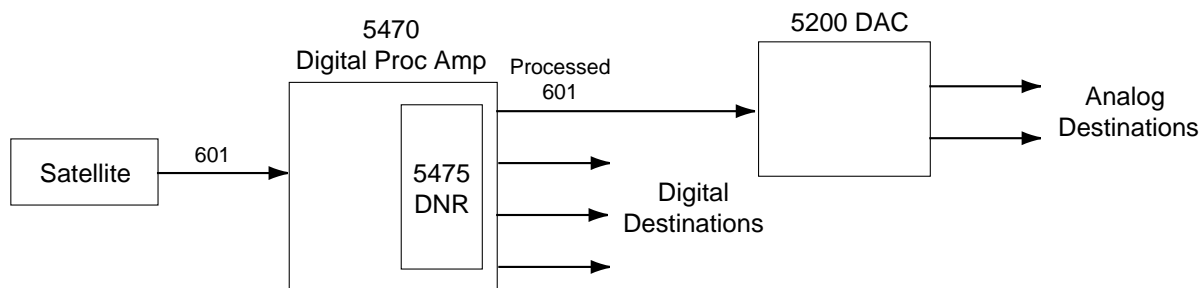 5470
Digital Proc Amp
5200 DAC
Processed
601
Analog
Destinations
Satellite
601
5475
DNR
Digital
Destinations